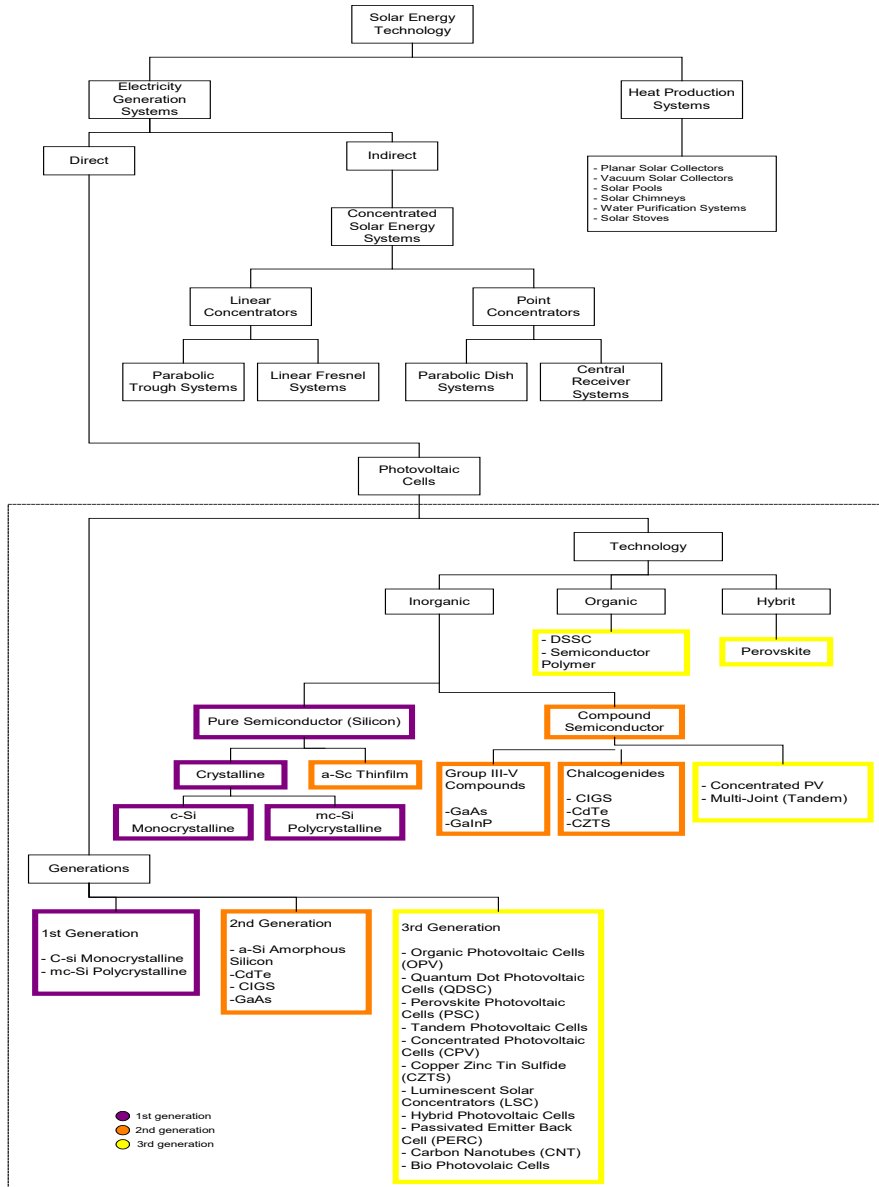 Solar Energy
Technology
Electricity
Generation
Systems
Heat Production
Systems
Direct
Indirect
- Planar Solar Collectors
- Vacuum Solar Collectors
- Solar Pools
- Solar Chimneys
- Water Purification Systems
- Solar Stoves
Concentrated
Solar Energy
Systems
Linear
Concentrators
Point
Concentrators
Parabolic
Trough Systems
Linear Fresnel
Systems
Parabolic Dish
Systems
Central
Receiver
Systems
Photovoltaic
Cells
Technology
Inorganic
Organic
Hybrit
- DSSC
- Semiconductor
Polymer
Perovskite
Pure Semiconductor (Silicon)
Compound
Semiconductor
Crystalline
a-Sc Thinfilm
Group III-V
Compounds
-GaAs
-GaInP
Chalcogenides
- CIGS
-CdTe
-CZTS
- Concentrated PV
- Multi-Joint (Tandem)
c-Si
Monocrystalline
mc-Si
Polycrystalline
Generations
1st Generation
- C-si Monocrystalline
- mc-Si Polycrystalline
2nd Generation
- a-Si Amorphous
Silicon
-CdTe
- CIGS
-GaAs
3rd Generation
- Organic Photovoltaic Cells
(OPV)
- Quantum Dot Photovoltaic
Cells (QDSC)
- Perovskite Photovoltaic
Cells (PSC)
- Tandem Photovoltaic Cells
- Concentrated Photovoltaic
Cells (CPV)
- Copper Zinc Tin Sulfide
(CZTS)
- Luminescent Solar
Concentrators (LSC)
- Hybrid Photovoltaic Cells
- Passivated Emitter Back
Cell (PERC)
- Carbon Nanotubes (CNT)
- Bio Photovolaic Cells
1st generation
2nd generation
3rd generation